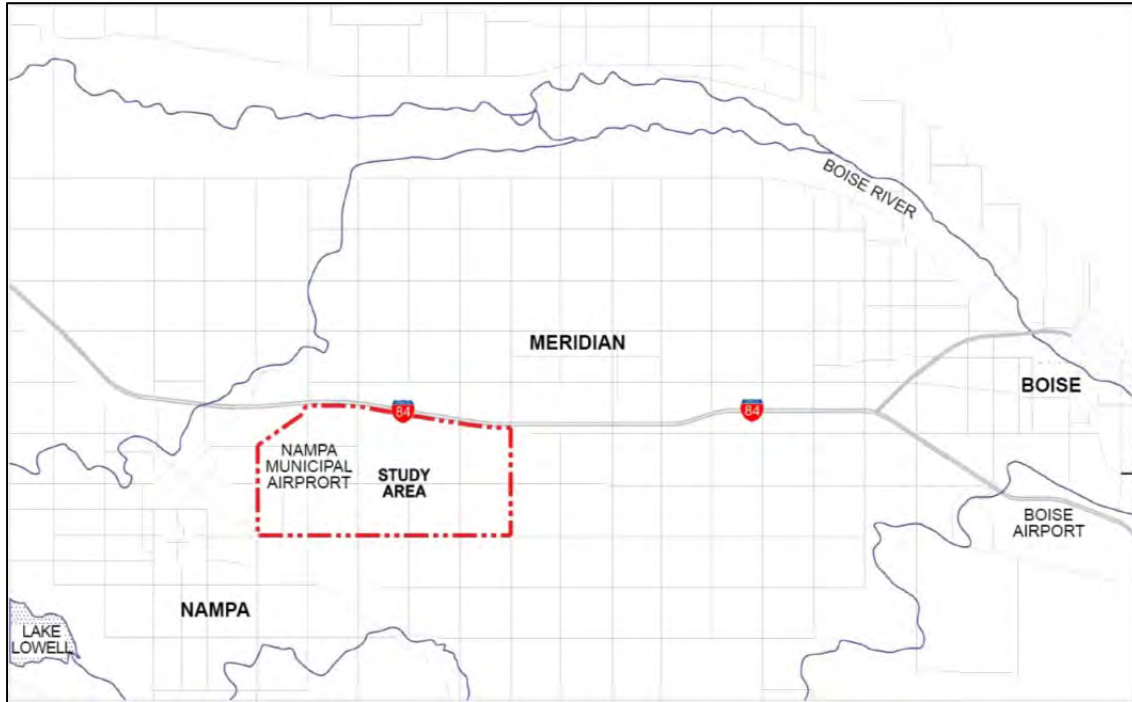 BOISE RIVER
MERIDIAN
BOISE
84
84
NAMPA
MUNICIPAL
AIRPRORT
STUDY
AREA
BOISE
AIRPORT
NAMPA
LAKE
LOWELL